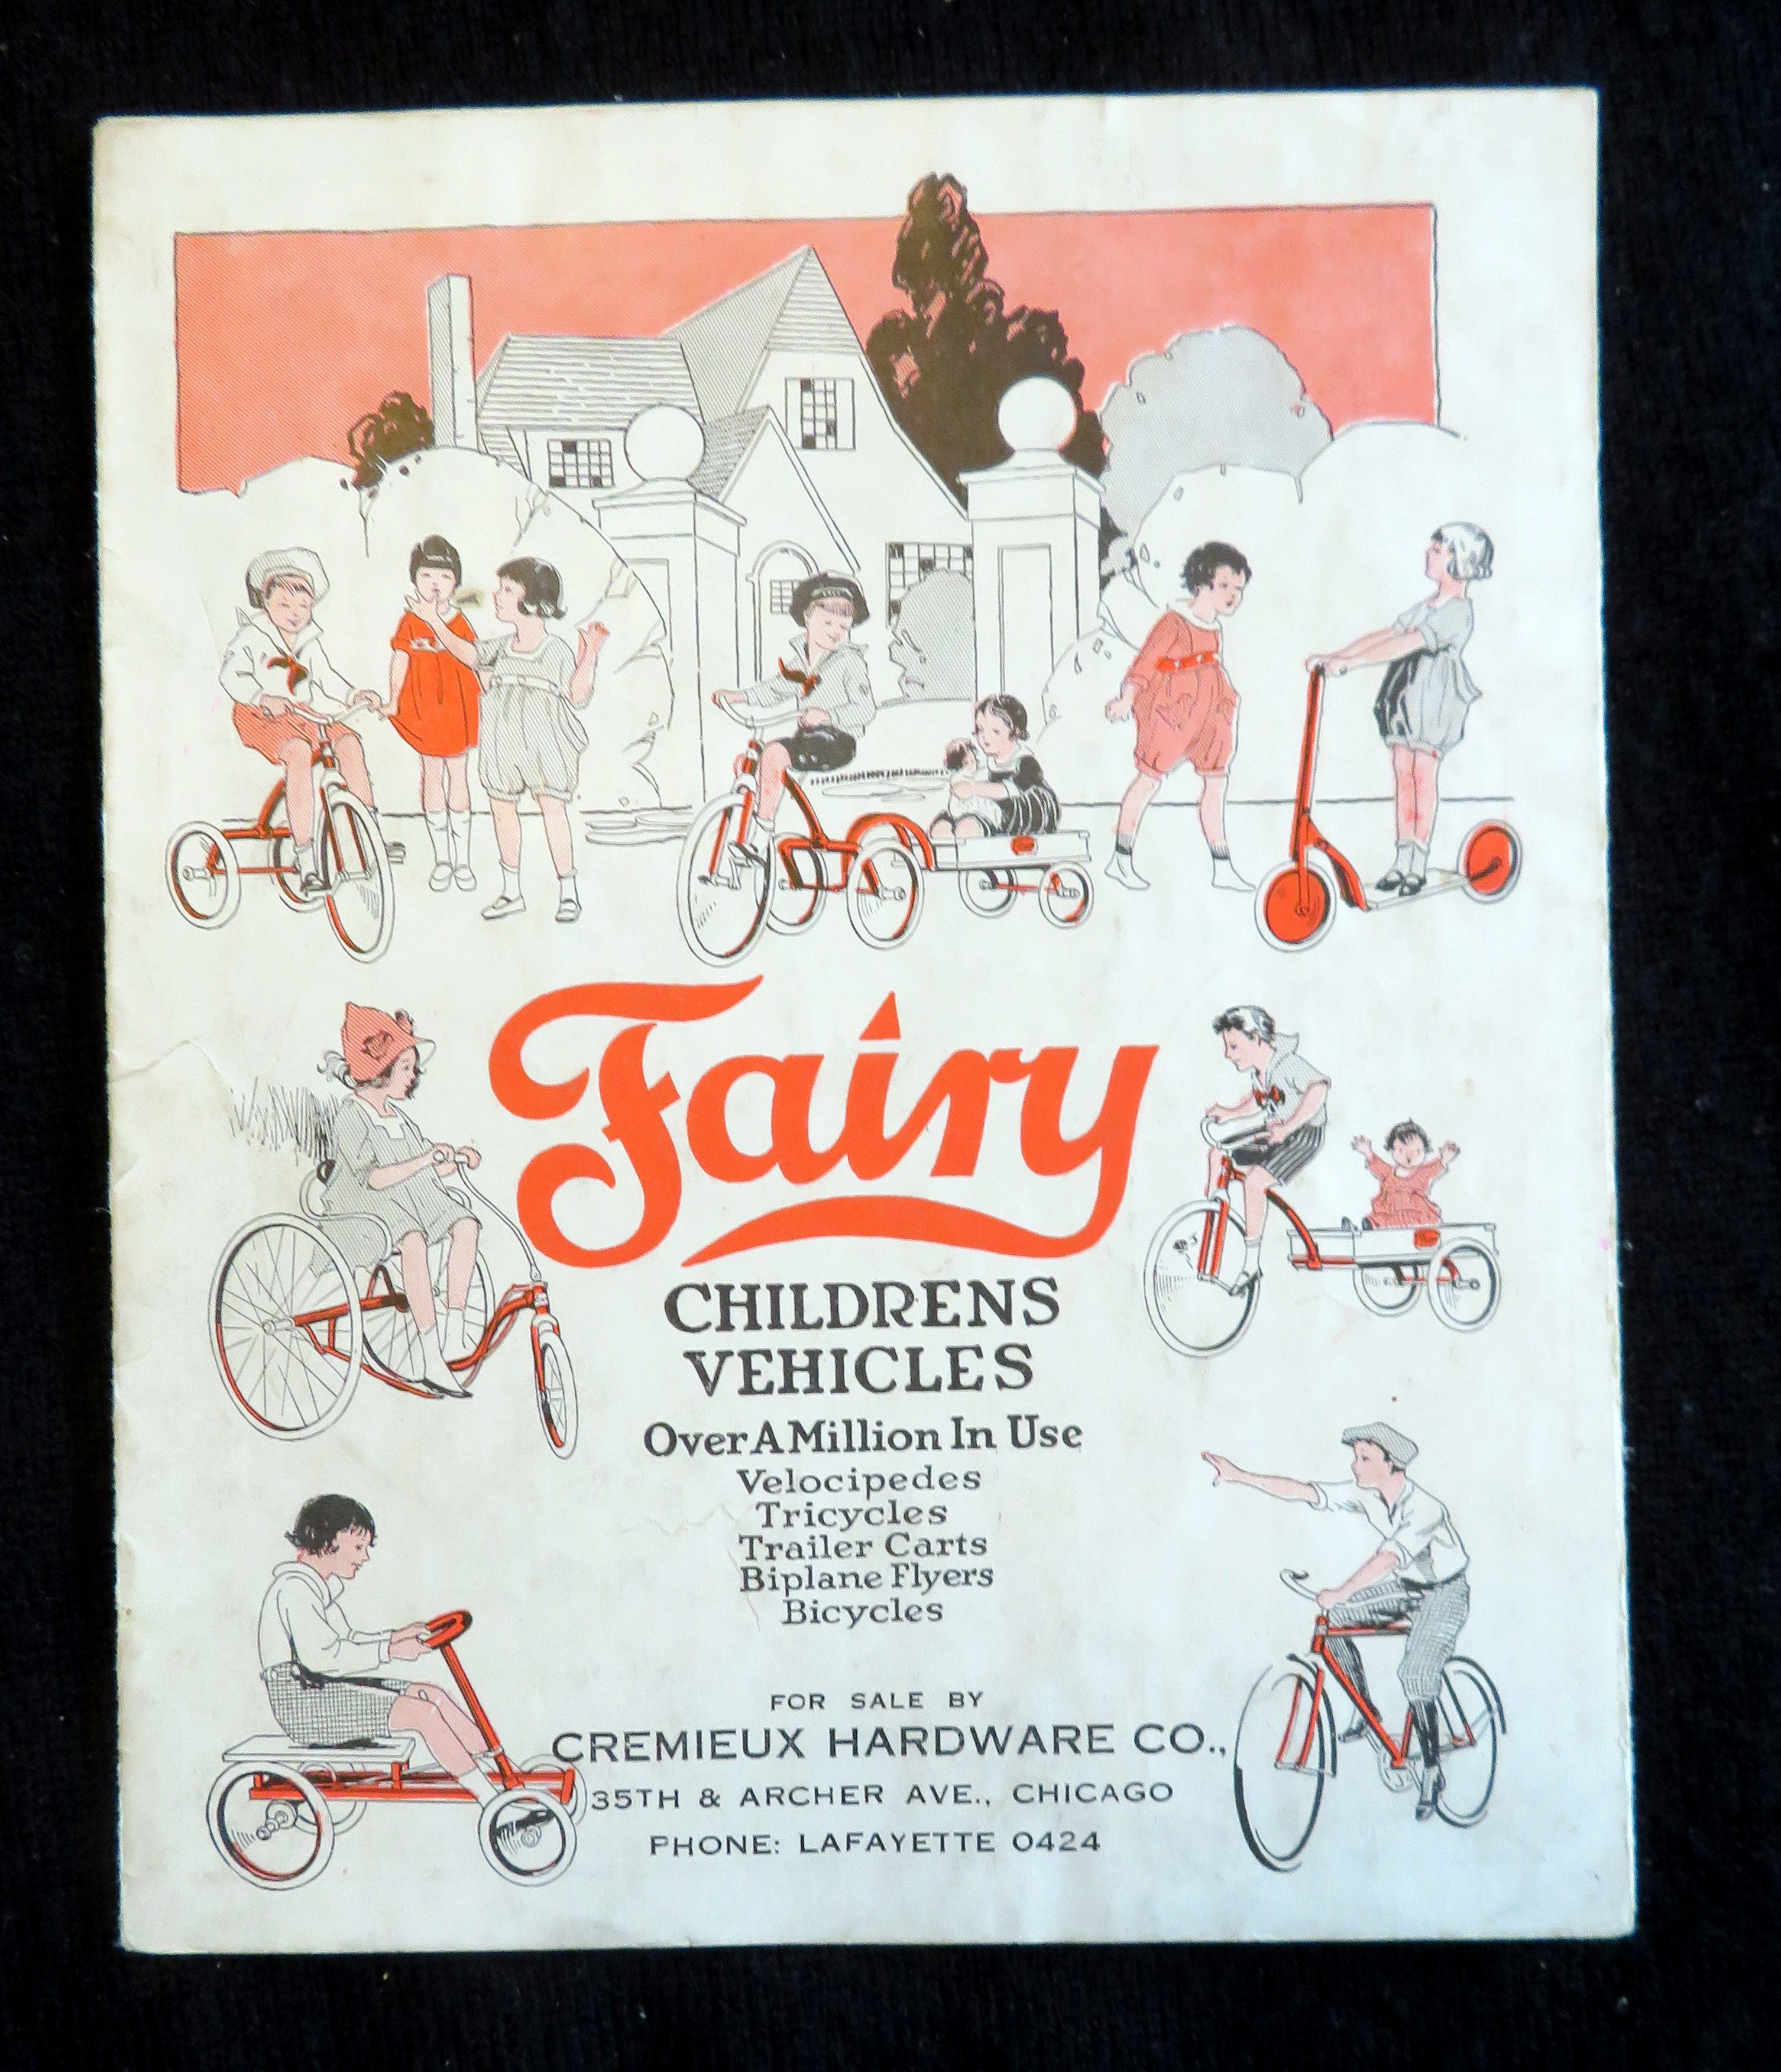 Fairy
CHILDRENS
VEHICLES
Over A Million In Use
Velocipedes
Tricycles
Trailer Carts
Biplane Flyers
Bicycles
FOR SALE BY
CREMIEUX HARDWARE CO.,
35TH & ARCHER AVE., CHICAGO
PHONE: LAFAYETTE 0424